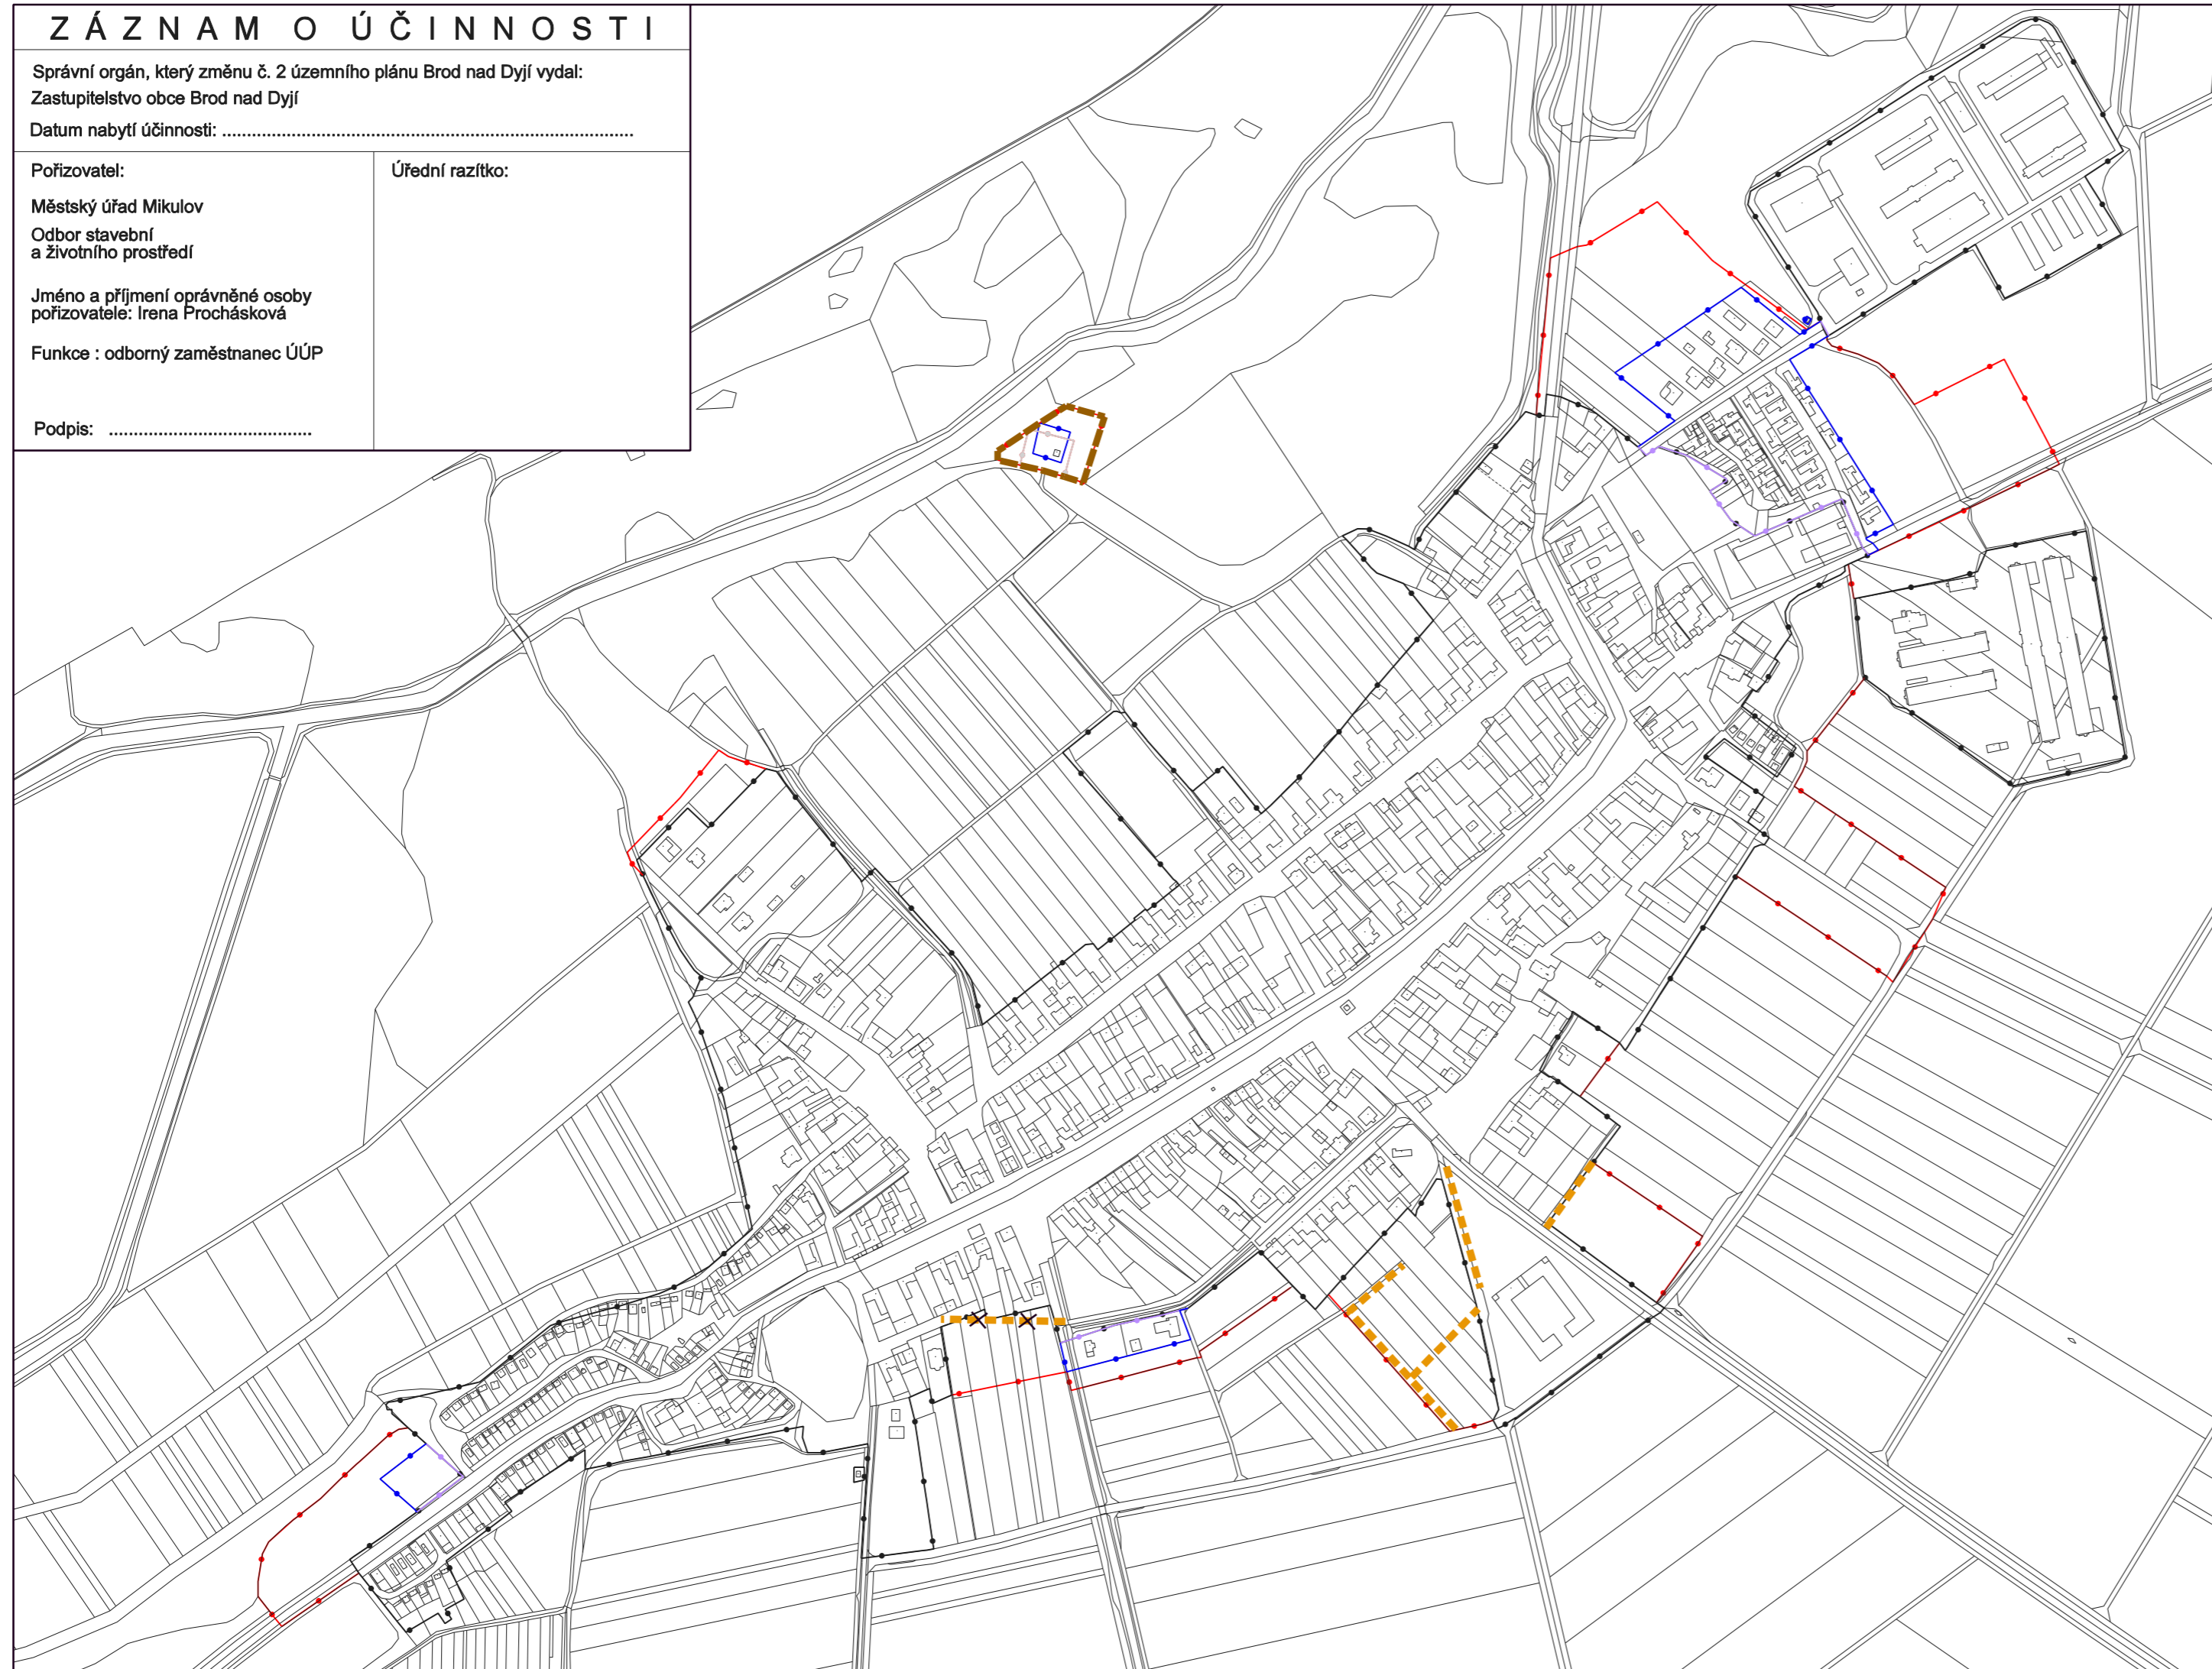 ZÁZNAM O ÚČINNOSTI
Správní orgán, který změnu č. 2 územního plánu Brod nad Dyjí vydal:
Zastupitelstvo obce Brod nad Dyjí
Datum nabytí účinnosti: ...................................................................................
Pořizovatel:
Městský úřad Mikulov
Odbor stavební
a životního prostředí
Jméno a příjmení oprávněné osoby
pořizovatele: Irena Prochásková
Funkce : odborný zaměstnanec ÚÚP
Podpis: .........................................
Úřední razítko: